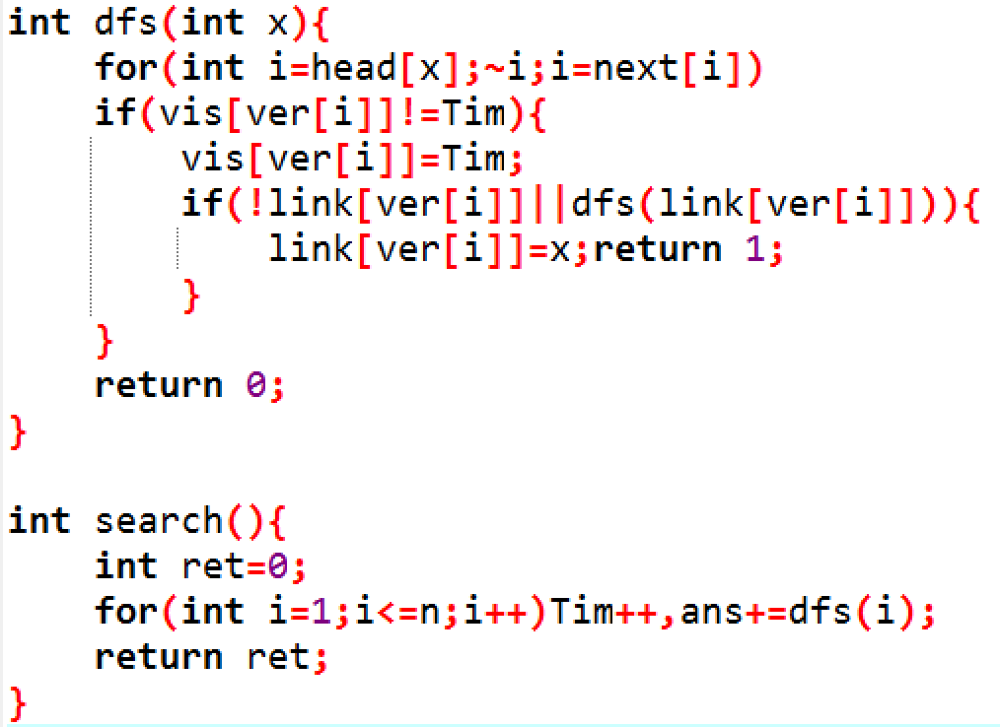 int dfs(int x){
    for(int i=head[x];~i;i=next[i])
    if(vis[ver[i]]!=Tim){
        vis[ver[i]]=Tim;
        if(!link[ver[i]]||dfs(link[ver[i]])){
            link[ver[i]]=x;return 1;
        }
    }
    return 0;
}

int search(){
    int ret=0;
    for(int i=1;i<=n;i++)Tim++,ans+=dfs(i);
    return ret;
}